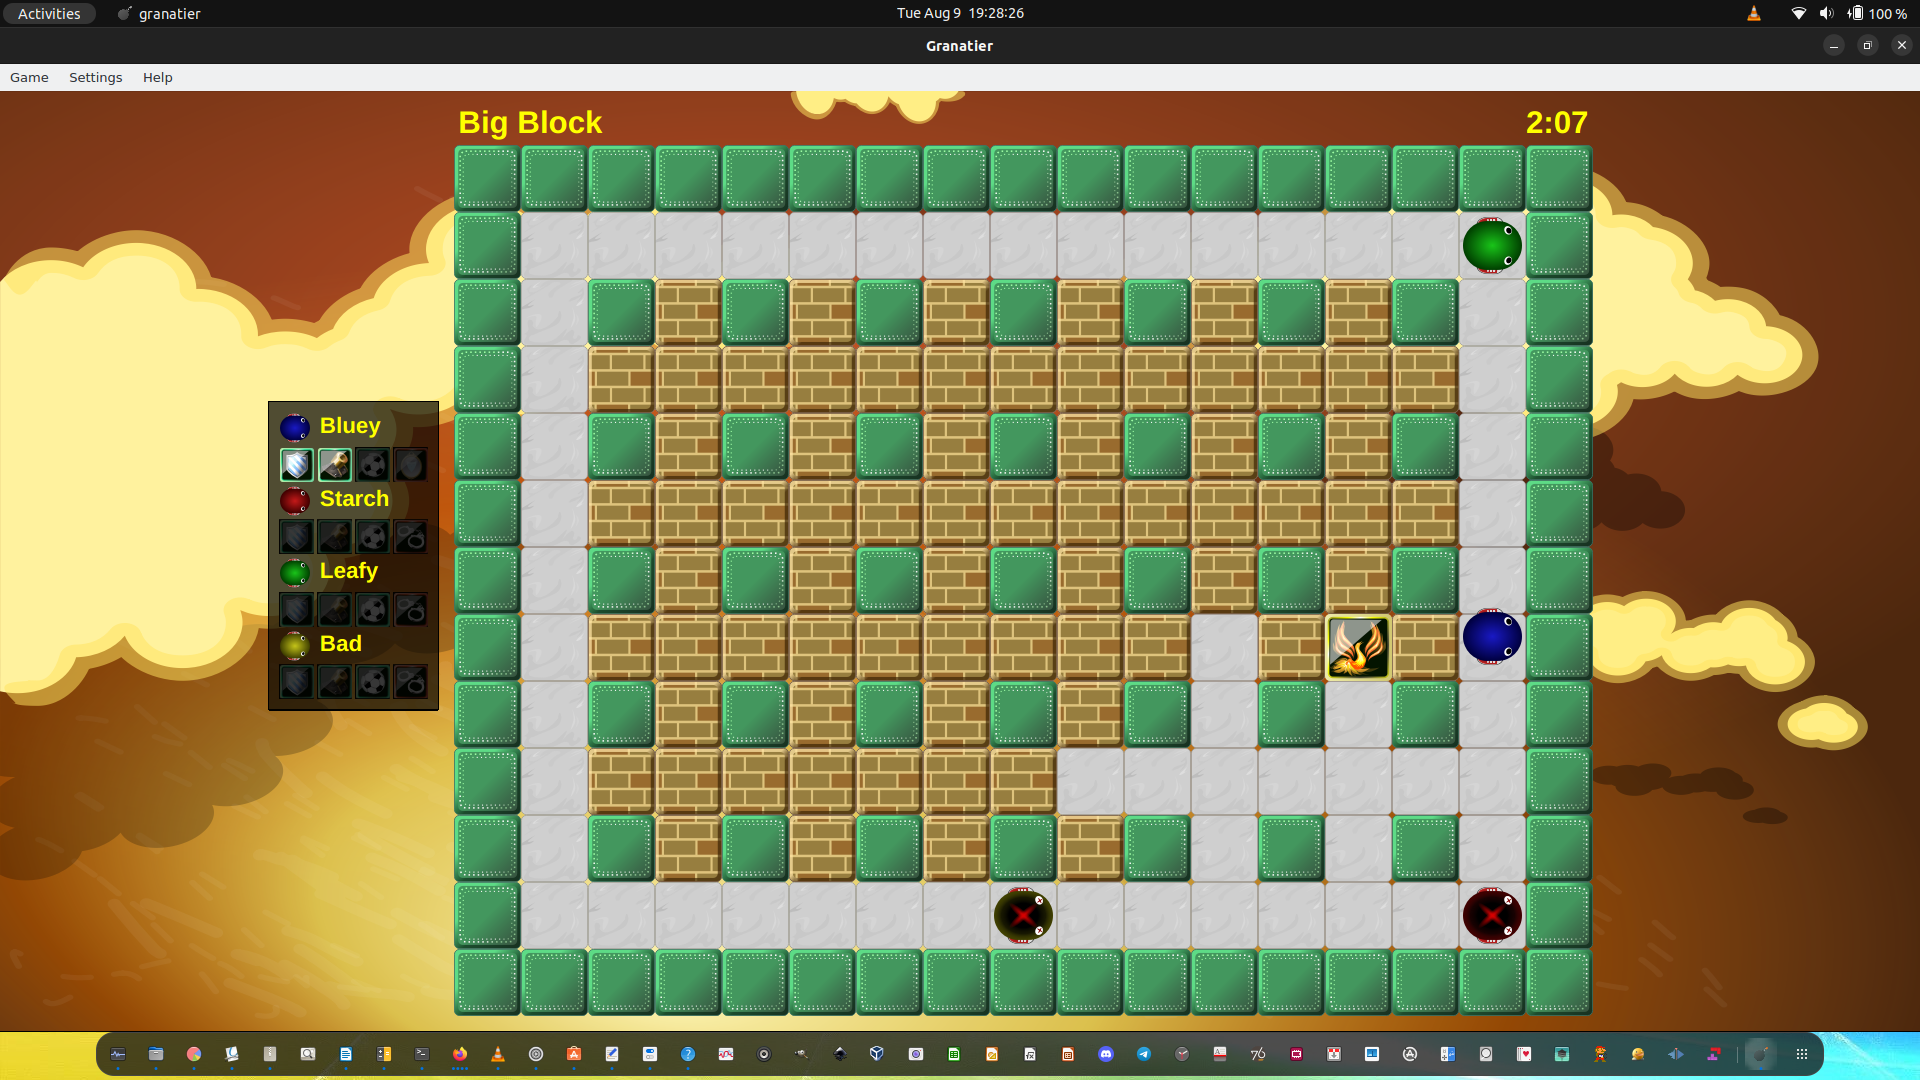 Activities
granatier
Tue Aug 9 19:28:26
100 %
Granatier
Game Settings Help
Big Block
2:07
Bluey
Starch
Leafy
Bad
76